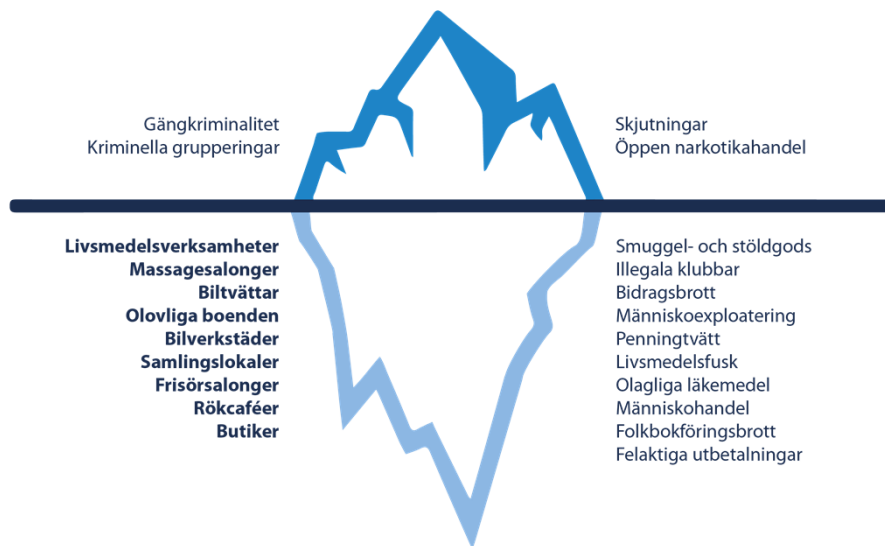 Gängkriminalitet
Kriminella grupperingar
Skjutningar
Öppen narkotikahandel
Livsmedelsverksamheter
Massagesalonger
Biltvättar
Olovliga boenden
Bilverkstäder
Samlingslokaler
Frisörsalonger
Rökcaféer
Butiker
Smuggel- och stöldgods
Illegala klubbar
Bidragsbrott
Människoexploatering
Penningtvätt
Livsmedelsfusk
Olagliga läkemedel
Människohandel
Folkbokföringsbrott
Felaktiga utbetalningar